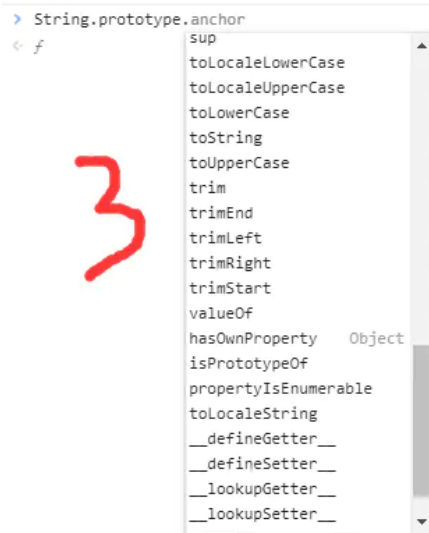 > String.prototype.anchor
< f
sup
toLocaleLowerCase
toLocaleUpperCase
toLowerCase
toString
toUpperCase
trim
trimEnd
trimLeft
trimRight
trimStart
valueOf
hasOwnProperty Object
isPrototypeOf
propertyIsEnumerable
toLocaleString
__defineGetter__
__defineSetter__
__lookupGetter__
__lookupSetter__
3